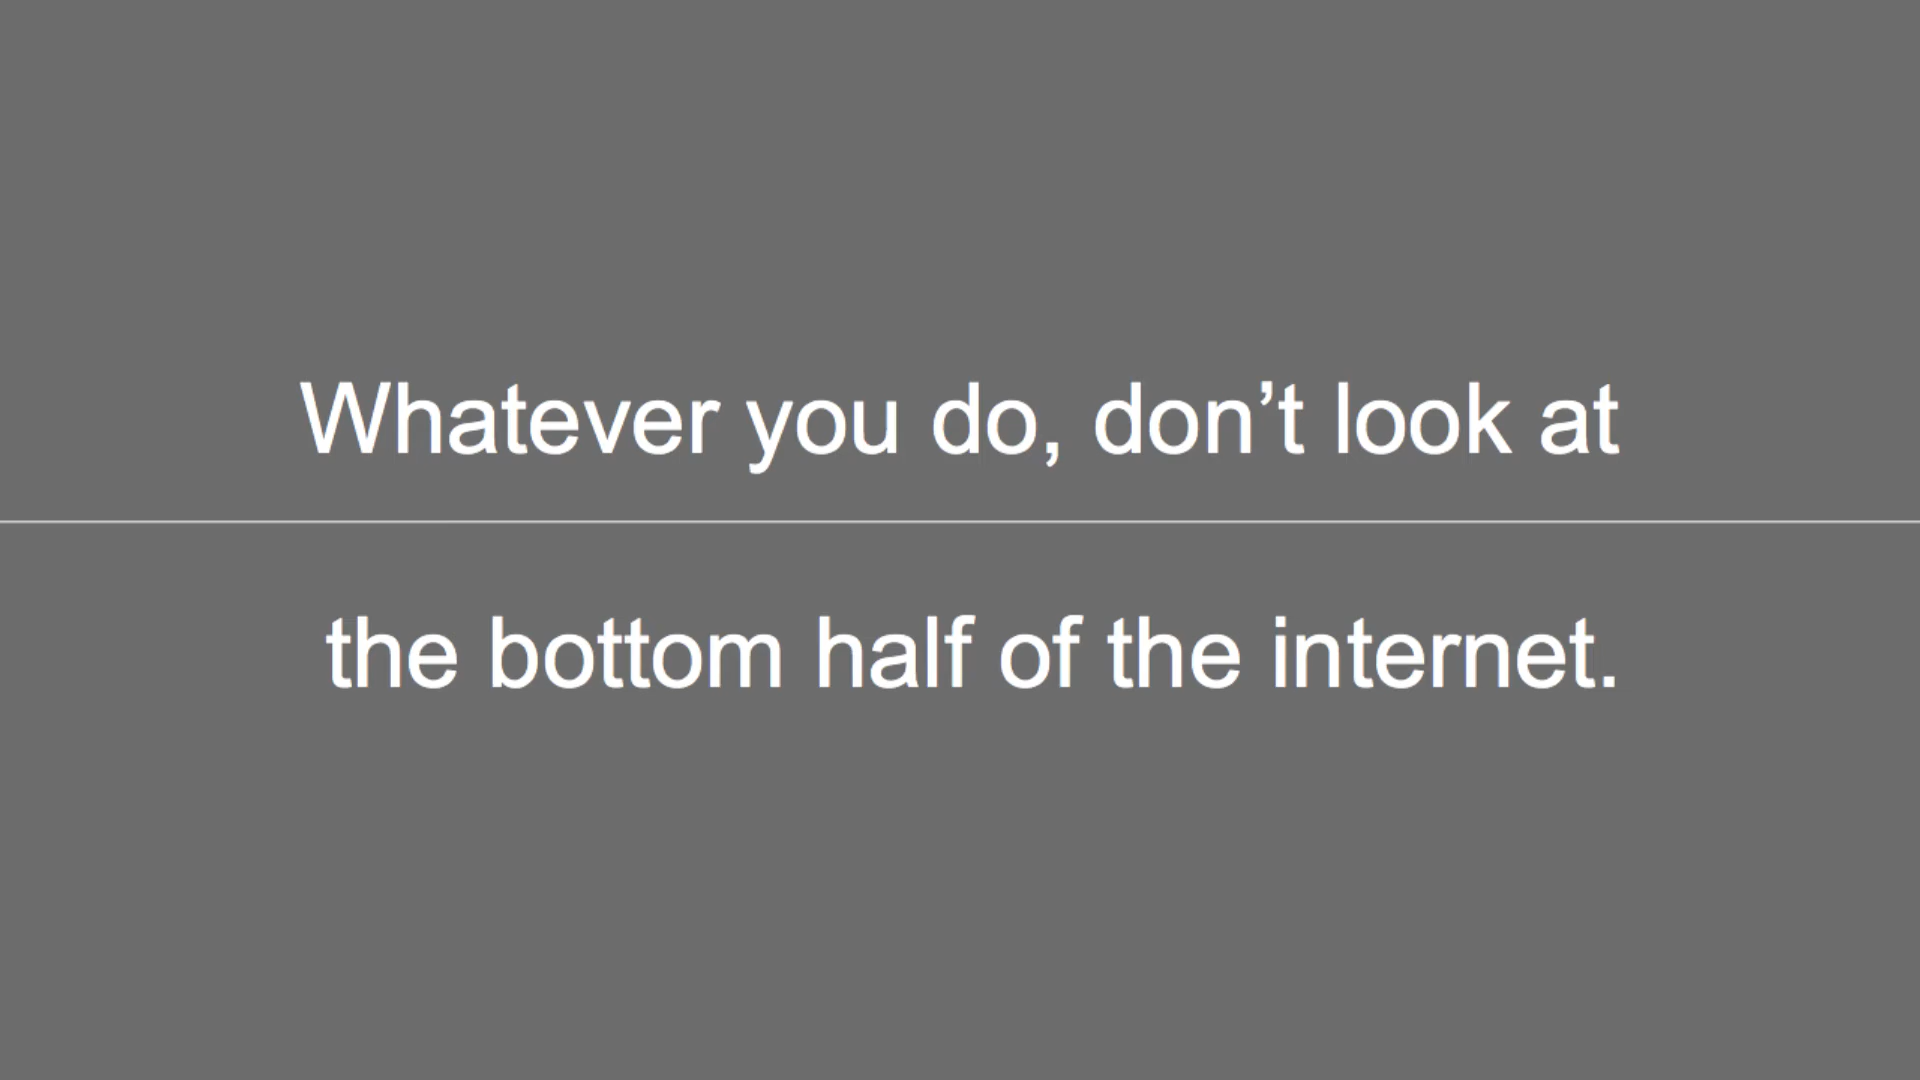 Whatever you do, don’t look at
the bottom half of the internet.